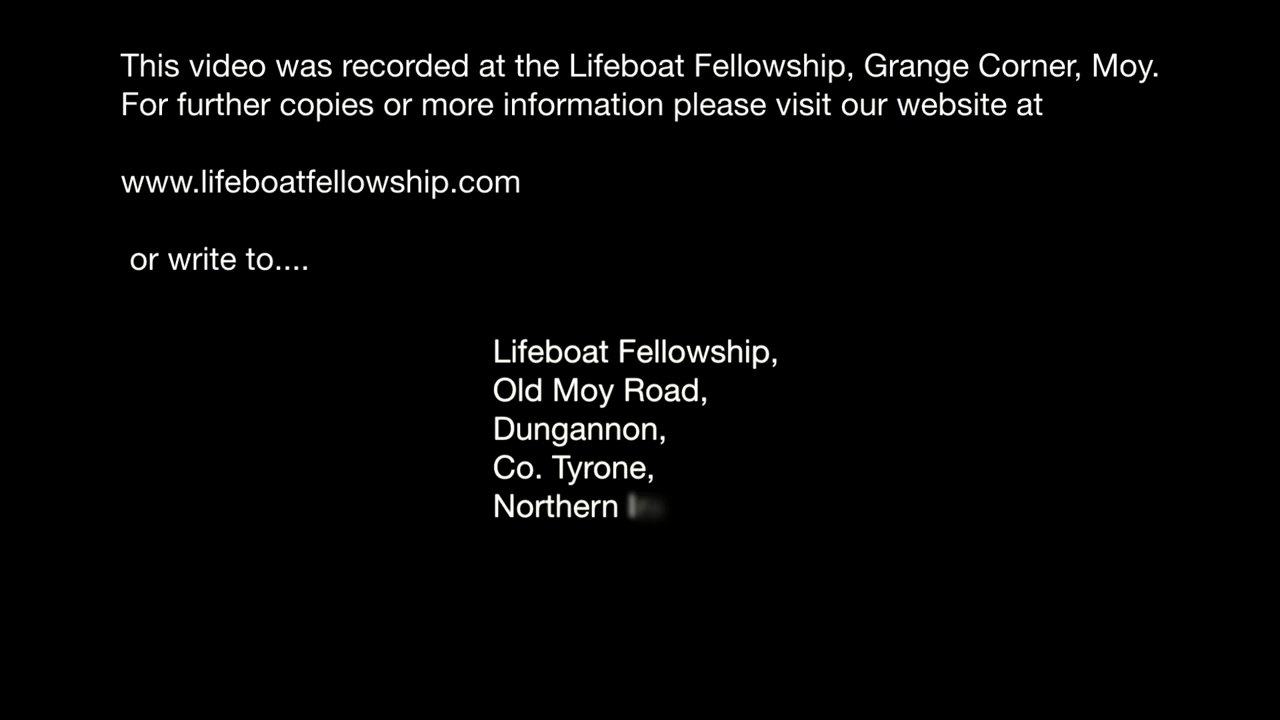 This video was recorded at the Lifeboat Fellowship, Grange Corner, Moy.
For further copies or more information please visit our website at
www.lifeboatfellowship.com
or write to....
Lifeboat Fellowship,
Old Moy Road,
Dungannon,
Co. Tyrone,
Northern